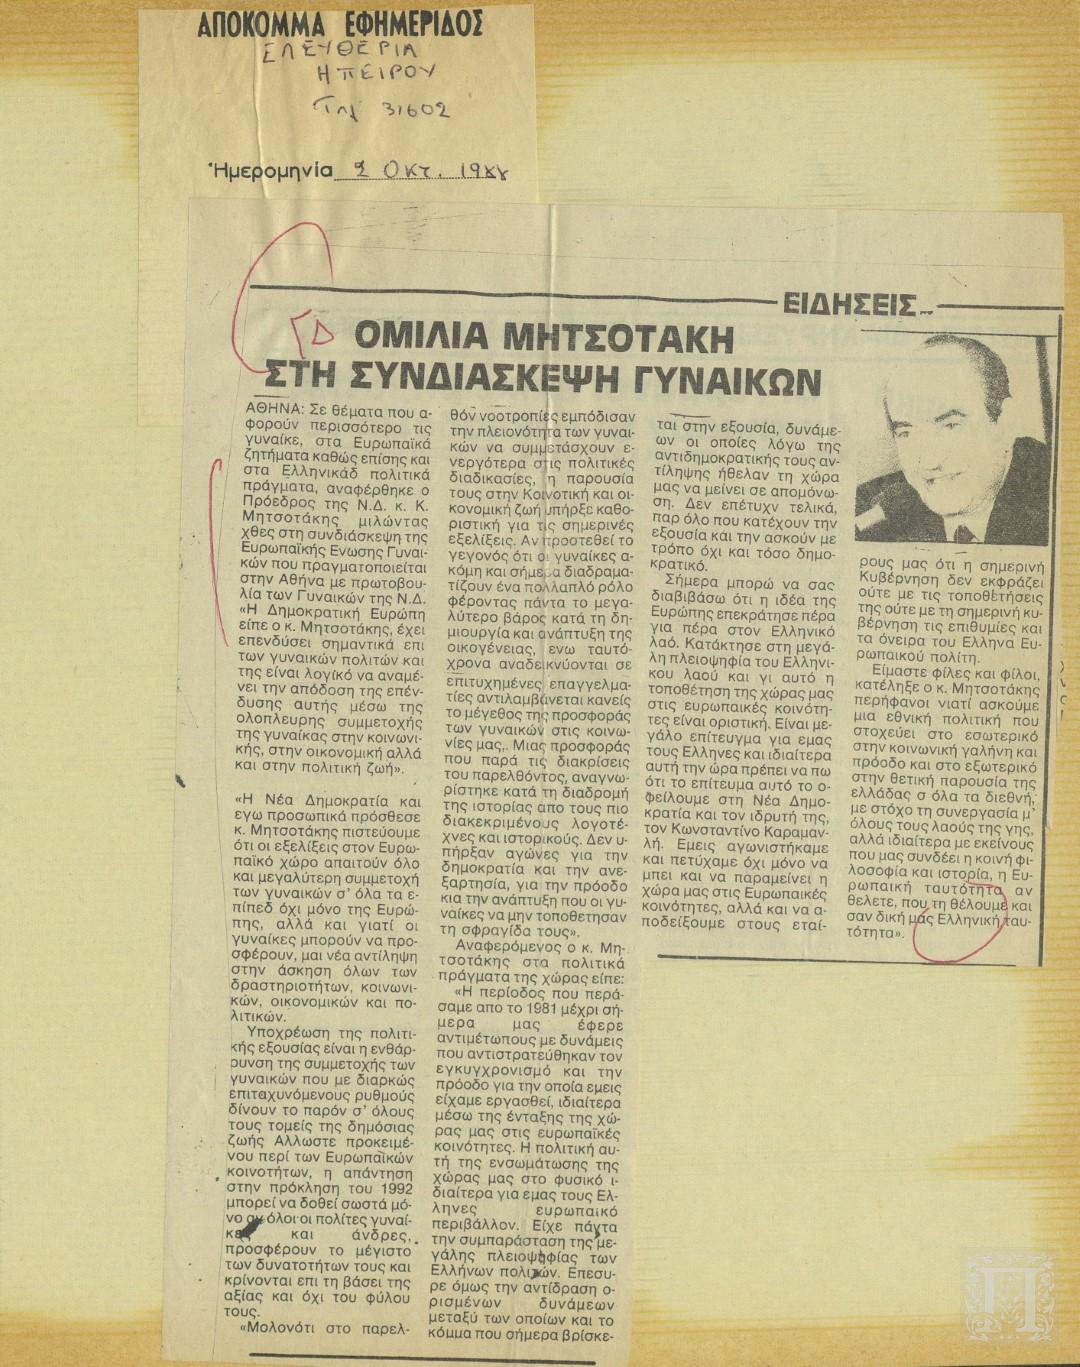 ΑΠΟΚΟΜΜΑ ΕΦΗΜΕΡΙΔΟΣ
ΕΛΕΥΘΕΡΙΑ
ΗΠΕΙΡΟΥ
Τηλ 31602
Ἡμερομηνία 2 Οκτ. 1988
ΕΙΔΗΣΕΙΣ
ΓΔ
ΟΜΙΛΙΑ ΜΗΤΣΟΤΑΚΗ
ΣΤΗ ΣΥΝΔΙΑΣΚΕΨΗ ΓΥΝΑΙΚΩΝ
ΑΘΗΝΑ: Σε θέματα που α-
φορούν περισσότερο τις
γυναίκε, στα Ευρωπαϊκά
ζητήματα καθώς επίσης και
στα Ελληνικάδ πολιτικά
πράγματα, αναφέρθηκε ο
Πρόεδρος της Ν.Δ. κ. Κ.
Μητσοτάκης μιλώντας
χθες στη συνδιάσκεψη της
Ευρωπαϊκής Ενωσης Γυναι-
κών που πραγματοποιείται
στην Αθήνα με πρωτοβου-
λία των Γυναικών της Ν.Δ.
«Η Δημοκρατική Ευρώπη
είπε ο κ. Μητσοτάκης, έχει
επενδύσει σημαντικά επι
των γυναικών πολιτών και
της είναι λογικό να αναμέ-
νει την απόδοση της επέν-
δυσης αυτής μέσω της
ολοπλευρης συμμετοχής
της γυναίκας στην κοινωνι-
κής, στην οικονομική αλλά
και στην πολιτική ζωή».
«Η Νέα Δημοκρατία και
εγω προσωπικά πρόσθεσε
κ. Μητσοτάκης πιστεύουμε
ότι οι εξελίξεις στον Ευρω-
παϊκό χώρο απαιτούν όλο
και μεγαλύτερη συμμετοχή
των γυναικών σ' όλα τα ε-
πίπεδ όχι μόνο της Ευρώ-
πης, αλλά και γιατί οι
γυναίκες μπορούν να προ-
σφέρουν, μαι νέα αντίληψη
στην άσκηση όλων των
δραστηριοτήτων, κοινωνι-
κών, οικονομικών και πο-
λιτικών.
Υποχρέωση της πολιτι-
κής εξουσίας είναι η ενθάρ-
ρυνση της συμμετοχής των
γυναικών που με διαρκώς
επιταχυνόμενους ρυθμούς
δίνουν το παρόν σ' όλους
τους τομείς της δημόσιας
ζωής Αλλωστε προκειμέ-
νου περί των Ευρωπαϊκών
κοινοτήτων, η απάντηση
στην πρόκληση του 1992
μπορεί να δοθεί σωστά μό-
νο αν όλοι οι πολίτες γυναί-
κες και άνδρες,
προσφέρουν το μέγιστο
των δυνατοτήτων τους και
κρίνονται επι τη βάσει της
αξίας και όχι του φύλου
τους.
«Μολονότι στο παρελ-
θόν νοοτροπίες εμπόδισαν
την πλειονότητα των γυναι-
κών να συμμετάσχουν ε-
νεργότερα στις πολιτικές
διαδικασίες, η παρουσία
τους στην Κοινοτική και οι-
κονομική ζωή υπήρξε καθο-
ριστική για τις σημερινές
εξελίξεις. Αν προστεθεί το
γεγονός ότι οι γυναίκες α-
κόμη και σήμερα διαδραμα-
τίζουν ένα πολλαπλό ρόλο
φέροντας πάντα το μεγα-
λύτερο βάρος κατά τη δη-
μιουργία και ανάπτυξη της
οικογένειας, ενω ταυτό-
χρονα αναδεικνύονται σε
επιτυχημένες επαγγελμα-
τίες αντιλαμβάνεται κανείς
το μέγεθος της προσφοράς
των γυναικών στις κοινω-
νίες μας,. Μιας προσφοράς
που παρά τις διακρίσεις
του παρελθόντος, αναγνω-
ρίστηκε κατά τη διαδρομή
της ιστορίας απο τους πιο
διακεκριμένους λογοτέ-
χνες και ιστορικούς. Δεν υ-
πήρξαν αγώνες για την
δημοκρατία και την ανε-
ξαρτησία, για την πρόοδο
κια την ανάπτυξη που οι γυ-
ναίκες να μην τοποθετησαν
τη σφραγίδα τους».
Αναφερόμενος ο κ. Μη-
τσοτάκης στα πολιτικά
πράγματα της χώρας είπε:
«Η περίοδος που περά-
σαμε απο το 1981 μέχρι σή-
μερα μας έφερε
αντιμέτωπους με δυνάμεις
που αντιστρατεύθηκαν τον
εγκυγχρονισμό και την
πρόοδο για την οποία εμεις
είχαμε εργασθεί, ιδιαίτερα
μέσω της ένταξης της χώ-
ρας μας στις ευρωπαϊκές
κοινότητες. Η πολιτική αυ-
τή της ενσωμάτωσης της
χώρας μας στο φυσικό ι-
διαίτερα για εμας τους Ελ-
ληνες ευρωπαικό
περιβάλλον. Είχε πάντα
την συμπαράσταση της με-
γάλης πλειοψηφίας των
Ελλήνων πολιτών. Επεσυ-
ρε όμως την αντίδραση ο-
ρισμένων δυνάμεων
μεταξύ των οποίων και το
κόμμα που σήμερα βρίσκε-
ται στην εξουσία, δυνάμε-
ων οι οποίες λόγω της
αντιδημοκρατικής τους αν-
τίληψης ήθελαν τη χώρα
μας να μείνει σε απομόνω-
ση. Δεν επέτυχν τελικά,
παρ όλο που κατέχουν την
εξουσία και την ασκούν με
τρόπο όχι και τόσο δημο-
κρατικό.
Σήμερα μπορώ να σας
διαβιβάσω ότι η ιδέα της
Ευρώπης επεκράτησε πέρα
για πέρα στον Ελληνικό
λαό. Κατάκτησε στη μεγά-
λη πλειοψηφία του Ελληνι-
κου λαού και γι αυτό η
τοποθέτηση της χώρας μας
στις ευρωπαικές κοινότη-
τες είναι οριστική. Είναι με-
γάλο επίτευγμα για εμας
τους Ελληνες και ιδιαίτερα
αυτή την ώρα πρέπει να πω
ότι το επίτευμα αυτό το ο-
φείλουμε στη Νέα Δημο-
κρατία και τον ιδρυτή της,
τον Κωνσταντίνο Καραμαν-
λή. Εμεις αγωνιστήκαμε
και πετύχαμε όχι μόνο να
μπει και να παραμείνει η
χώρα μας στις Ευρωπαικές
κοινότητες, αλλά και να α-
ποδείξουμε στους εταί-
ρους μας ότι η σημερινή
Κυβέρνηση δεν εκφράζει
ούτε με τις τοποθέτήσεις
της ούτε με τη σημερινή κυ-
βέρνηση τις επιθυμίες και
τα όνειρα του Ελληνα Ευ-
ρωπαικού πολίτη.
Είμαστε φίλες και φίλοι,
κατέληξε ο κ. Μητσοτάκης
περήφανοι νιατί ασκούμε
μια εθνική πολιτική που
στοχεύει στο εσωτερικό
στην κοινωνική γαλήνη και
πρόοδο και στο εξωτερικό
στην θετική παρουσία της
ελλάδας σ όλα τα διεθνή,
με στόχο τη συνεργασία μ'
όλους τους λαούς της γης,
αλλά ιδιαίτερα με εκείνους
που μας συνδέει η κοινή φι-
λοσοφία και ιστορία, η Ευ-
ρωπαική ταυτότητα αν
θελετε, που τη θέλουμε και
σαν δική μας Ελληνική ταυ-
τότητα».